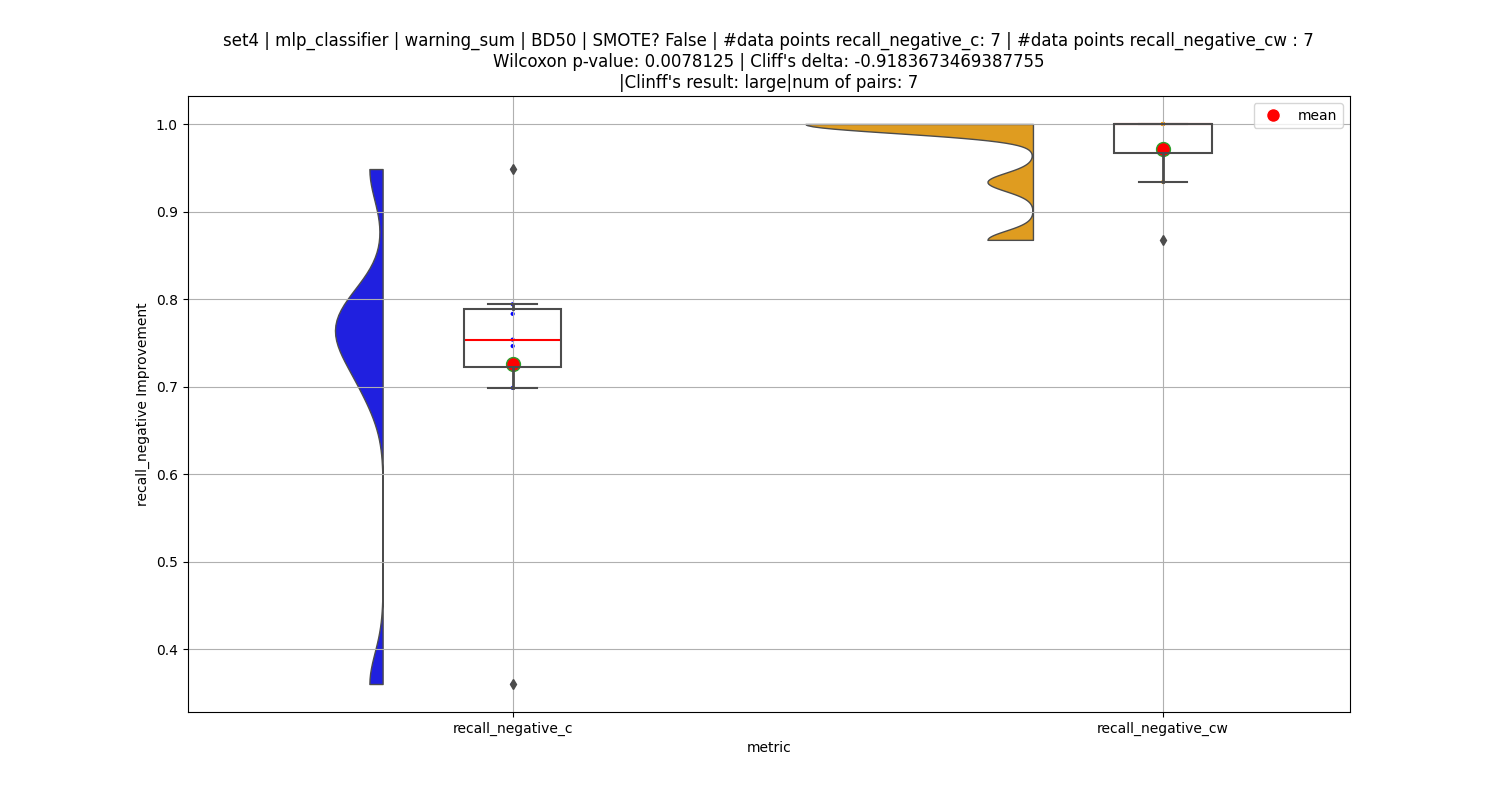 set4 | mlp_classifier | warning_sum | BD50 | SMOTE? False | #data points recall_negative_c: 7 | #data points recall_negative_cw : 7
Wilcoxon p-value: 0.0078125 | Cliff's delta: -0.9183673469387755
|Clinff's result: large|num of pairs: 7
mean
1.0
0.9
0.8
0.7
0.6
0.5
0.4
recall_negative Improvement
recall_negative_c
recall_negative_cw
metric